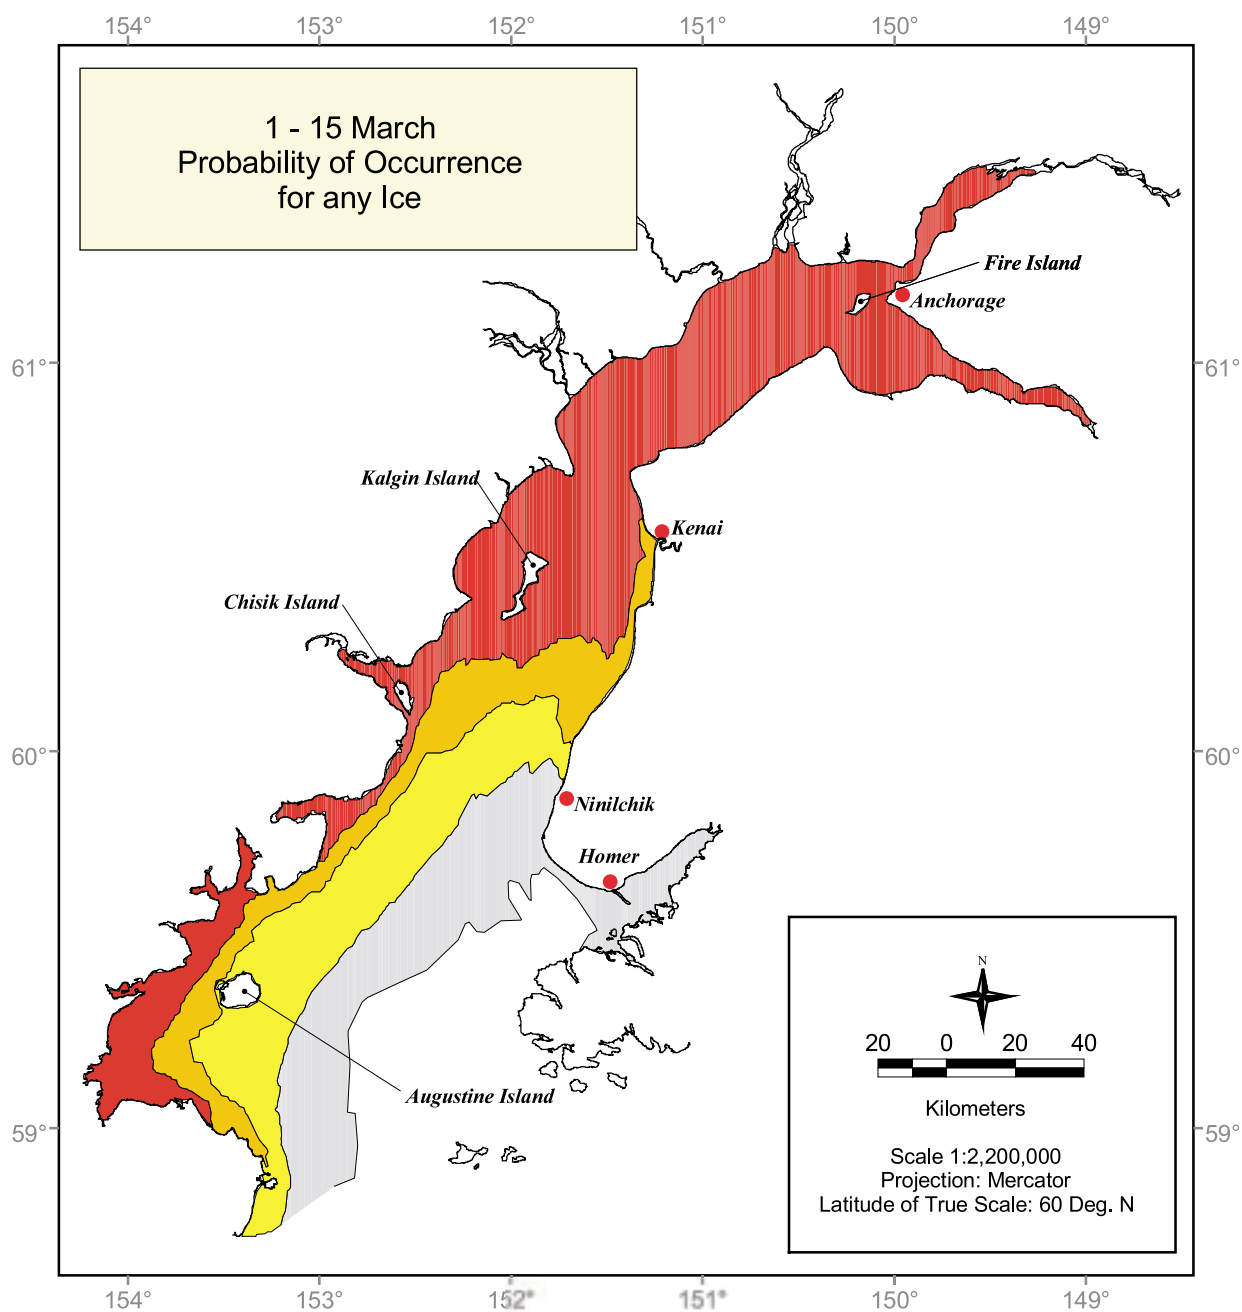 154° 153° 152° 151° 150° 149°
1 - 15 March
Probability of Occurrence
for any Ice
Fire Island
Anchorage
61° 61°
Kalgin Island
Kenai
Chisik Island
60° 60°
Ninilchik
Homer
N
20 0 20 40
Augustine Island
Kilometers
59° 59°
Scale 1:2,200,000
Projection: Mercator
Latitude of True Scale: 60 Deg. N
154° 153° 152° 151° 150° 149°